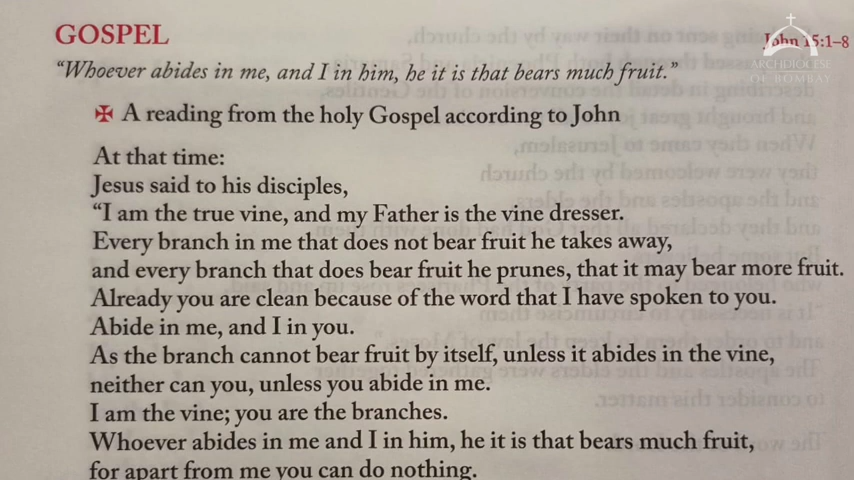 GOSPEL
John 15:1–8
ARCHDIOCESE
OF BOMBAY
“Whoever abides in me, and I in him, he it is that bears much fruit.”
✠ A reading from the holy Gospel according to John
At that time:
Jesus said to his disciples,
“I am the true vine, and my Father is the vine dresser.
Every branch in me that does not bear fruit he takes away,
and every branch that does bear fruit he prunes, that it may bear more fruit.
Already you are clean because of the word that I have spoken to you.
Abide in me, and I in you.
As the branch cannot bear fruit by itself, unless it abides in the vine,
neither can you, unless you abide in me.
I am the vine; you are the branches.
Whoever abides in me and I in him, he it is that bears much fruit,
for apart from me you can do nothing.